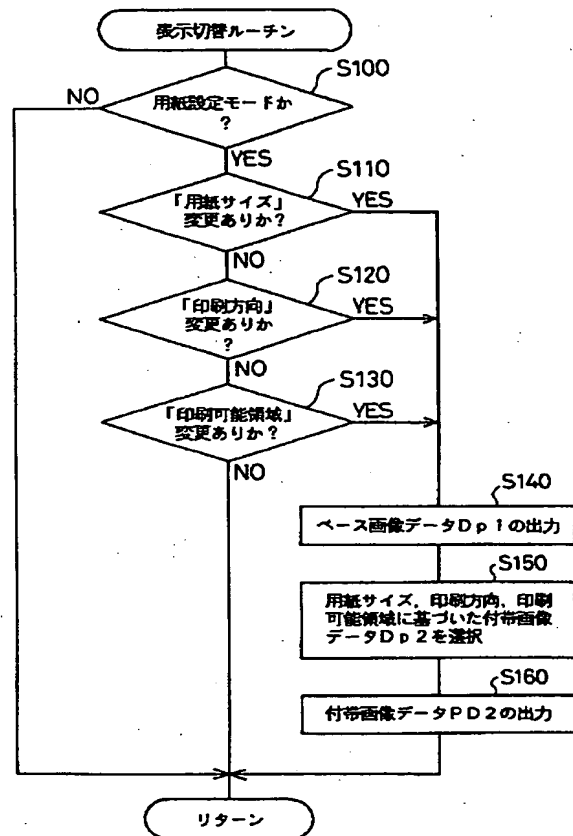 表示切替ルーチン
S100
NO
用紙設定モードか
?
YES
S110
「用紙サイズ」
変更ありか?
YES
NO
S120
「印刷方向」
変更ありか
?
YES
NO
S130
「印刷可能領域」
変更ありか?
YES
NO
S140
ベース画像データDp1の出力
S150
用紙サイズ、印刷方向、印刷
可能領域に基づいた付帯画像
データDp2を選択
S160
付帯画像データPD2の出力
リターン